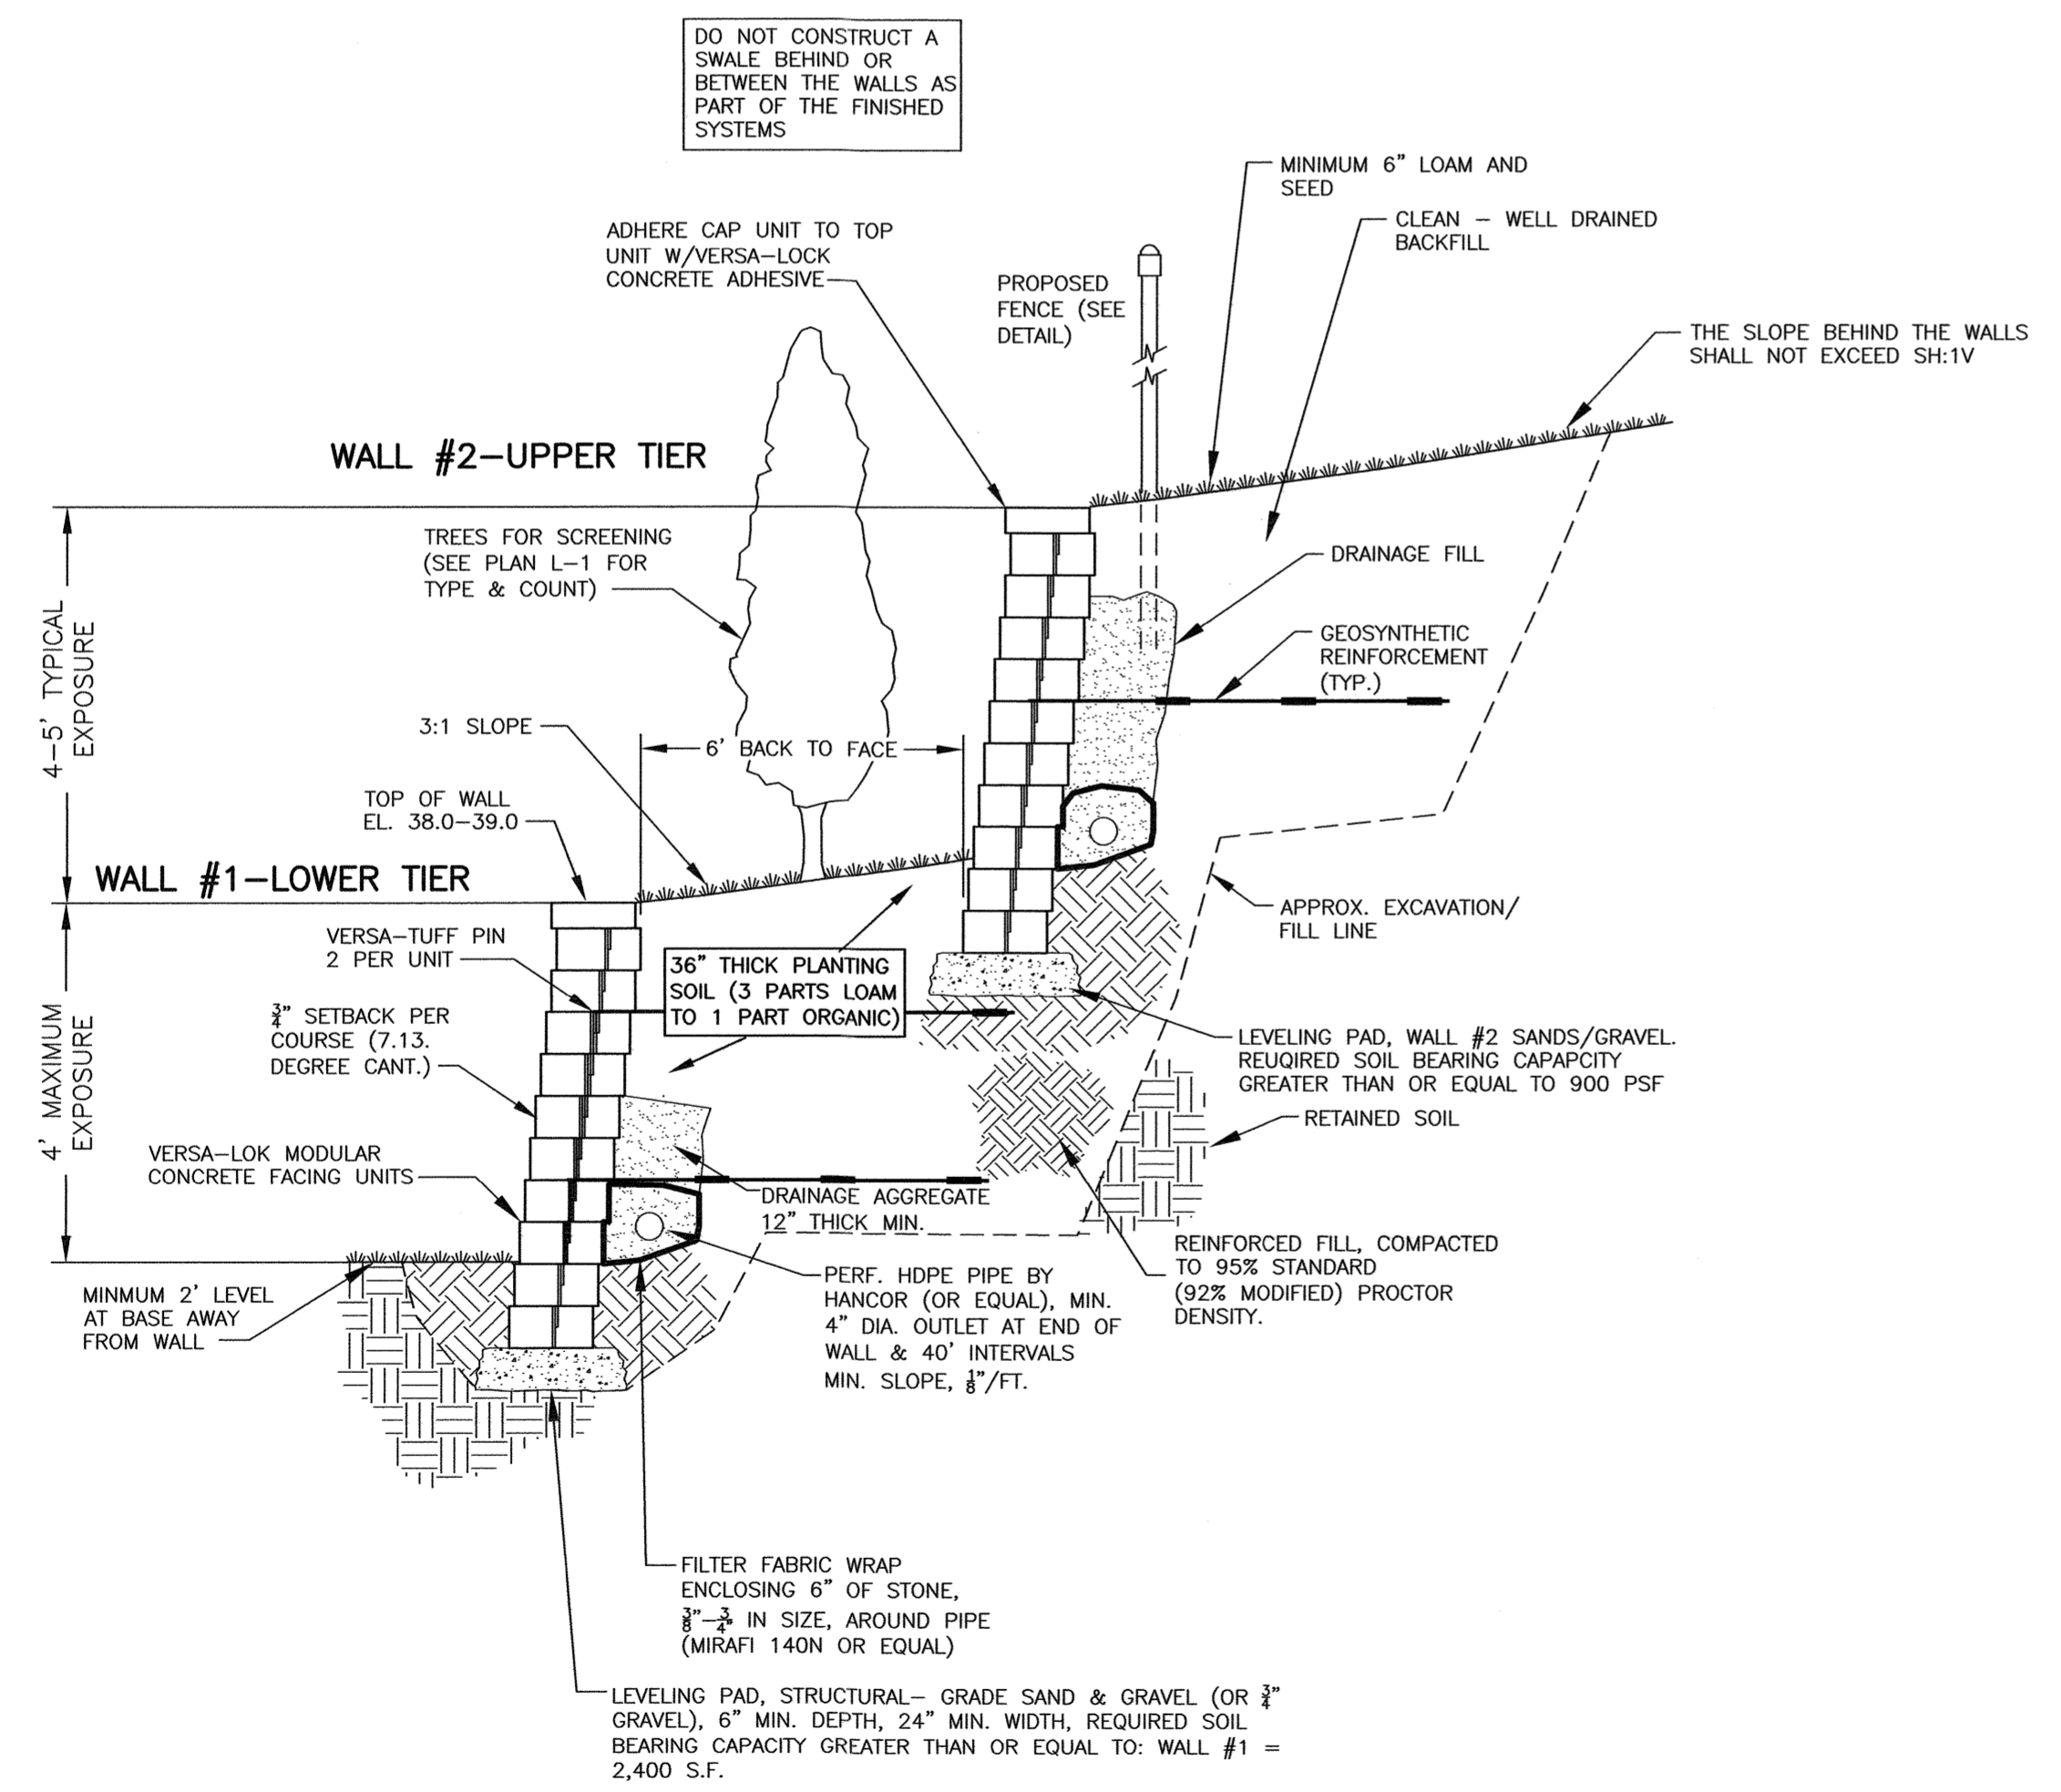 DO NOT CONSTRUCT A
SWALE BEHIND OR
BETWEEN THE WALLS AS
PART OF THE FINISHED
SYSTEMS
MINIMUM 6" LOAM AND
SEED
CLEAN – WELL DRAINED
BACKFILL
ADHERE CAP UNIT TO TOP
UNIT W/VERSA–LOCK
CONCRETE ADHESIVE
PROPOSED
FENCE (SEE
DETAIL)
THE SLOPE BEHIND THE WALLS
SHALL NOT EXCEED SH:1V
WALL #2–UPPER TIER
TREES FOR SCREENING
(SEE PLAN L–1 FOR
TYPE & COUNT)
DRAINAGE FILL
4–5' TYPICAL
EXPOSURE
GEOSYNTHETIC
REINFORCEMENT
(TYP.)
3:1 SLOPE
6' BACK TO FACE
TOP OF WALL
EL. 38.0–39.0
WALL #1–LOWER TIER
APPROX. EXCAVATION/
FILL LINE
VERSA–TUFF PIN
2 PER UNIT
36" THICK PLANTING
SOIL (3 PARTS LOAM
TO 1 PART ORGANIC)
3/4" SETBACK PER
COURSE (7.13.
DEGREE CANT.)
4' MAXIMUM
EXPOSURE
LEVELING PAD, WALL #2 SANDS/GRAVEL.
REUQIRED SOIL BEARING CAPAPCITY
GREATER THAN OR EQUAL TO 900 PSF
RETAINED SOIL
VERSA–LOK MODULAR
CONCRETE FACING UNITS
DRAINAGE AGGREGATE
12" THICK MIN.
REINFORCED FILL, COMPACTED
TO 95% STANDARD
(92% MODIFIED) PROCTOR
DENSITY.
MINMUM 2' LEVEL
AT BASE AWAY
FROM WALL
PERF. HDPE PIPE BY
HANCOR (OR EQUAL), MIN.
4" DIA. OUTLET AT END OF
WALL & 40' INTERVALS
MIN. SLOPE, 1/8"/FT.
FILTER FABRIC WRAP
ENCLOSING 6" OF STONE,
3/8"–3/4" IN SIZE, AROUND PIPE
(MIRAFI 140N OR EQUAL)
LEVELING PAD, STRUCTURAL– GRADE SAND & GRAVEL (OR 3/4"
GRAVEL), 6" MIN. DEPTH, 24" MIN. WIDTH, REQUIRED SOIL
BEARING CAPACITY GREATER THAN OR EQUAL TO: WALL #1 =
2,400 S.F.